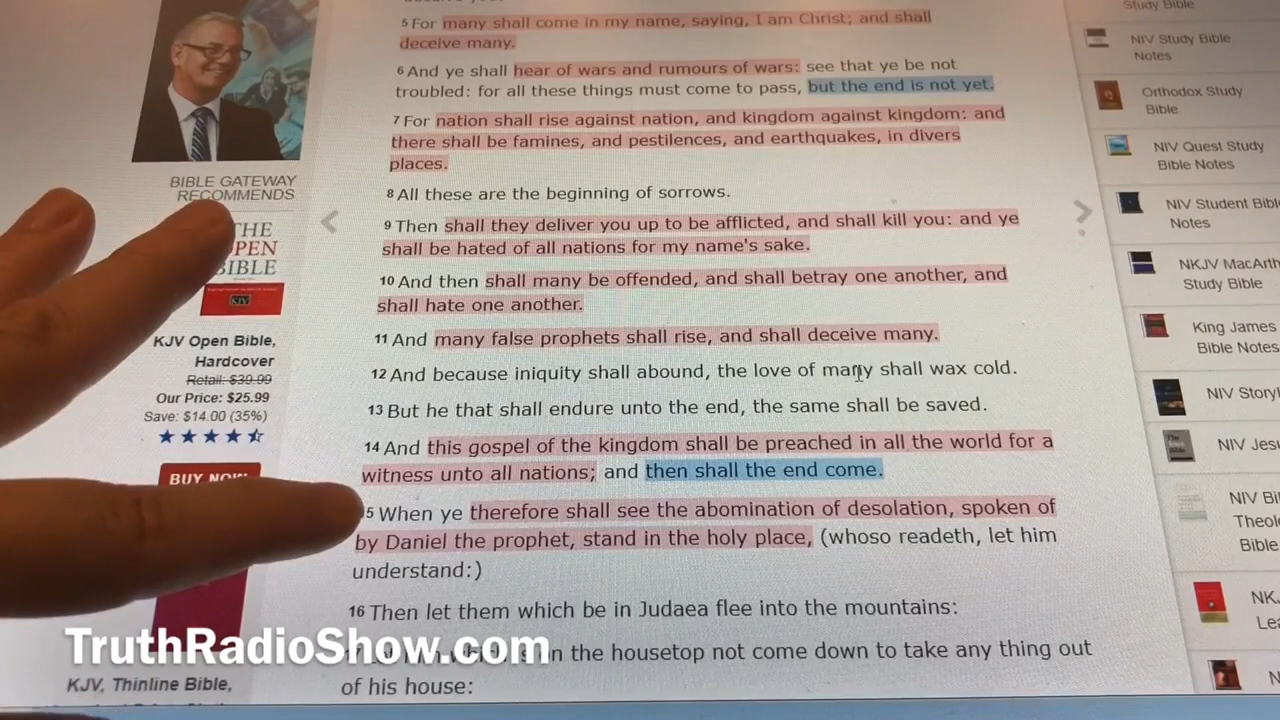 5 For many shall come in my name, saying, I am Christ; and shall
deceive many.
6 And ye shall hear of wars and rumours of wars: see that ye be not
troubled: for all these things must come to pass, but the end is not yet.
7 For nation shall rise against nation, and kingdom against kingdom: and
there shall be famines, and pestilences, and earthquakes, in divers
places.
8 All these are the beginning of sorrows.
9 Then shall they deliver you up to be afflicted, and shall kill you: and ye
shall be hated of all nations for my name's sake.
10 And then shall many be offended, and shall betray one another, and
shall hate one another.
11 And many false prophets shall rise, and shall deceive many.
12 And because iniquity shall abound, the love of many shall wax cold.
13 But he that shall endure unto the end, the same shall be saved.
14 And this gospel of the kingdom shall be preached in all the world for a
witness unto all nations; and then shall the end come.
5 When ye therefore shall see the abomination of desolation, spoken of
by Daniel the prophet, stand in the holy place, (whoso readeth, let him
understand:)
16 Then let them which be in Judaea flee into the mountains:
on the housetop not come down to take any thing out
of his house:
BIBLE GATEWAY
RECOMMENDS
THE
OPEN
BIBLE
KJV
KJV Open Bible,
Hardcover
Retail: $39.99
Our Price: $25.99
Save: $14.00 (35%)
BUY NOW
TruthRadioShow.com
KJV, Thinline Bible,
Study Bible
NIV Study Bible
Notes
Orthodox Study
Bible
NIV Quest Study
Bible Notes
NIV Student Bible
Notes
NKJV MacArth
Study Bible
King James
Bible Notes
NIV Story
NIV Jes
NIV Bi
Theol
Bible
NK
Le
N